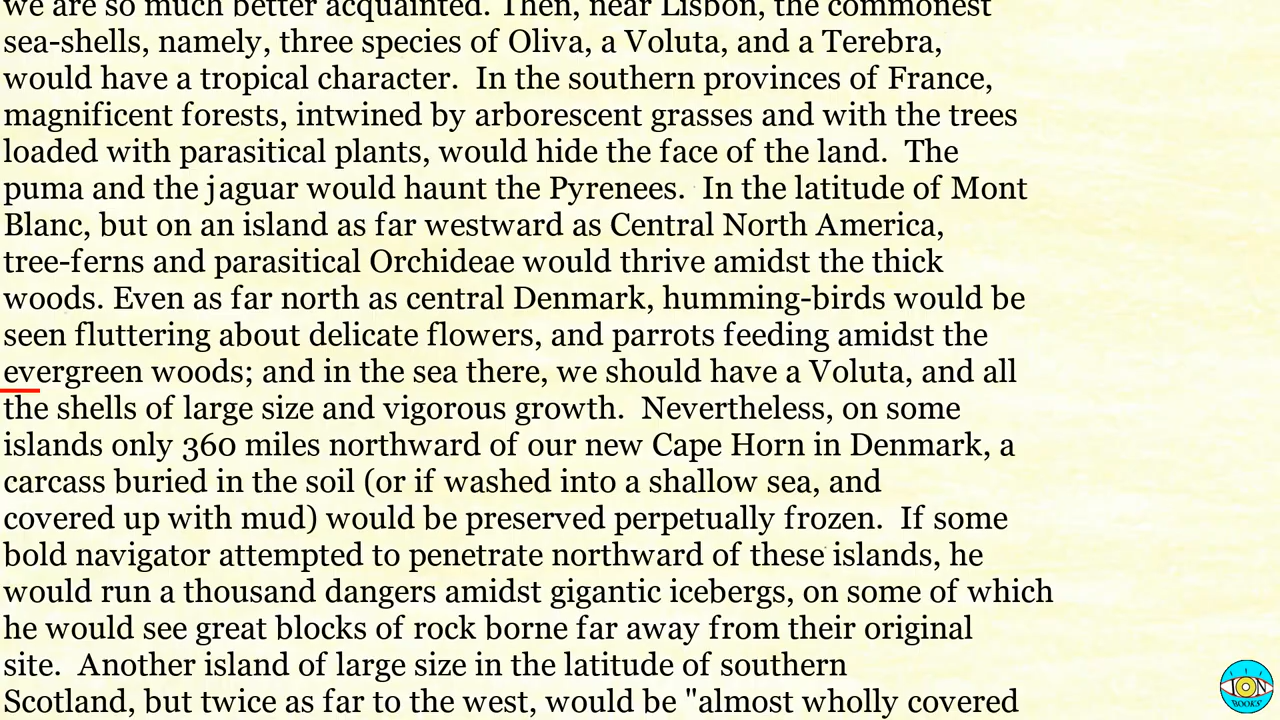 we are so much better acquainted. Then, near Lisbon, the commonest
sea-shells, namely, three species of Oliva, a Voluta, and a Terebra,
would have a tropical character.  In the southern provinces of France,
magnificent forests, intwined by arborescent grasses and with the trees
loaded with parasitical plants, would hide the face of the land.  The
puma and the jaguar would haunt the Pyrenees.  In the latitude of Mont
Blanc, but on an island as far westward as Central North America,
tree-ferns and parasitical Orchideae would thrive amidst the thick
woods. Even as far north as central Denmark, humming-birds would be
seen fluttering about delicate flowers, and parrots feeding amidst the
evergreen woods; and in the sea there, we should have a Voluta, and all
the shells of large size and vigorous growth.  Nevertheless, on some
islands only 360 miles northward of our new Cape Horn in Denmark, a
carcass buried in the soil (or if washed into a shallow sea, and
covered up with mud) would be preserved perpetually frozen.  If some
bold navigator attempted to penetrate northward of these islands, he
would run a thousand dangers amidst gigantic icebergs, on some of which
he would see great blocks of rock borne far away from their original
site.  Another island of large size in the latitude of southern
Scotland, but twice as far to the west, would be "almost wholly covered
ION
BOOKS